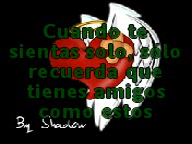 Cuando te
sientas solo, solo
recuerda que
tienes amigos
como estos
By Shadow